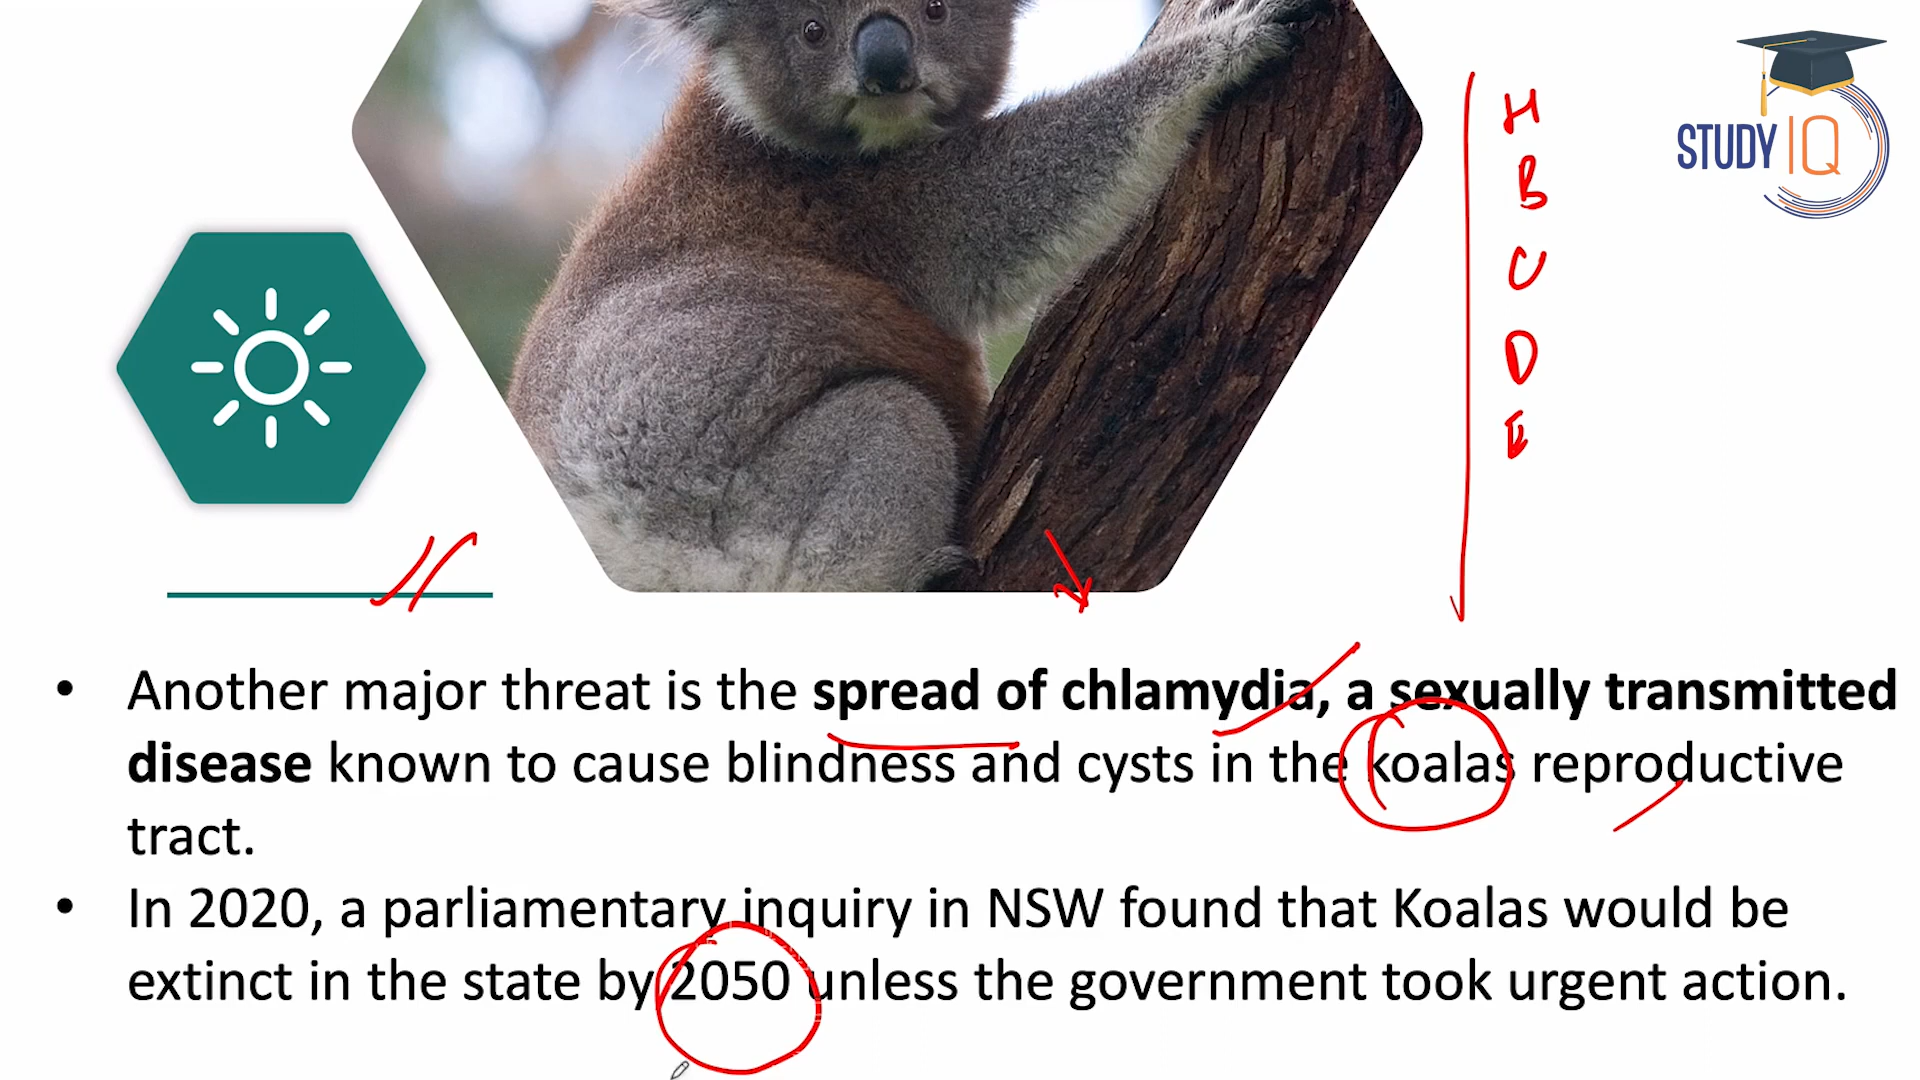 STUDY IQ
H
B
C
D
E
• Another major threat is the spread of chlamydia, a sexually transmitted
disease known to cause blindness and cysts in the koalas reproductive
tract.
• In 2020, a parliamentary inquiry in NSW found that Koalas would be
extinct in the state by 2050 unless the government took urgent action.